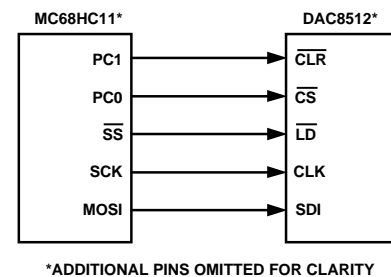 MC68HC11*
DAC8512*
PC1
CLR
PC0
CS
SS
LD
SCK
CLK
MOSI
SDI
*ADDITIONAL PINS OMITTED FOR CLARITY